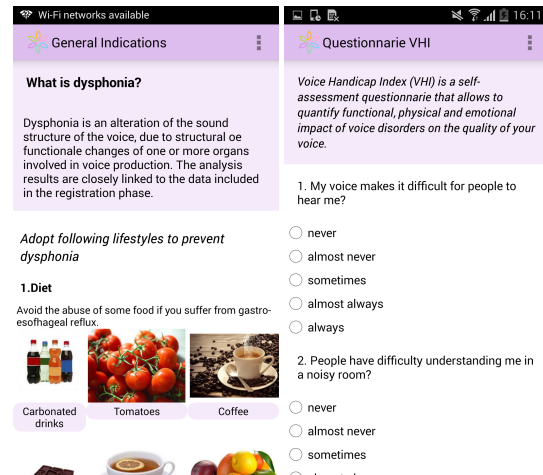 Wi-Fi networks available
General Indications
What is dysphonia?
Dysphonia is an alteration of the sound
structure of the voice, due to structural oe
functionale changes of one or more organs
involved in voice production. The analysis
results are closely linked to the data included
in the registration phase.
Adopt following lifestyles to prevent
dysphonia
1.Diet
Avoid the abuse of some food if you suffer from gastro-
esofhageal reflux.
Carbonated
drinks
Tomatoes
Coffee
16:11
Questionnarie VHI
Voice Handicap Index (VHI) is a self-
assessment questionnarie that allows to
quantify functional, physical and emotional
impact of voice disorders on the quality of your
voice.
1. My voice makes it difficult for people to
hear me?
never
almost never
sometimes
almost always
always
2. People have difficulty understanding me in
a noisy room?
never
almost never
sometimes